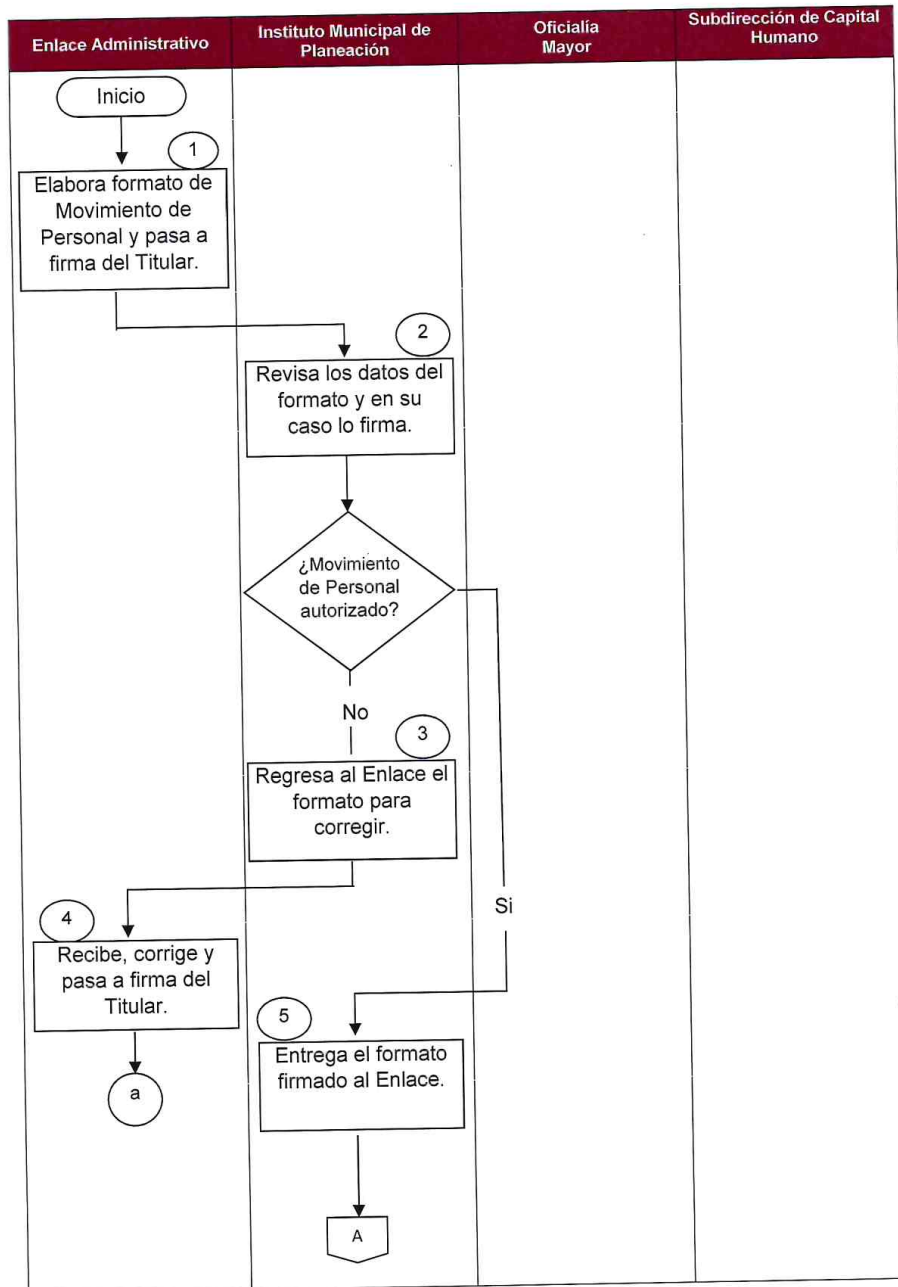 Enlace Administrativo
Instituto Municipal de
Planeación
Oficialía
Mayor
Subdirección de Capital
Humano
Inicio
1
Elabora formato de
Movimiento de
Personal y pasa a
firma del Titular.
2
Revisa los datos del
formato y en su
caso lo firma.
¿Movimiento
de Personal
autorizado?
No
3
Regresa al Enlace el
formato para
corregir.
Si
4
Recibe, corrige y
pasa a firma del
Titular.
a
5
Entrega el formato
firmado al Enlace.
A